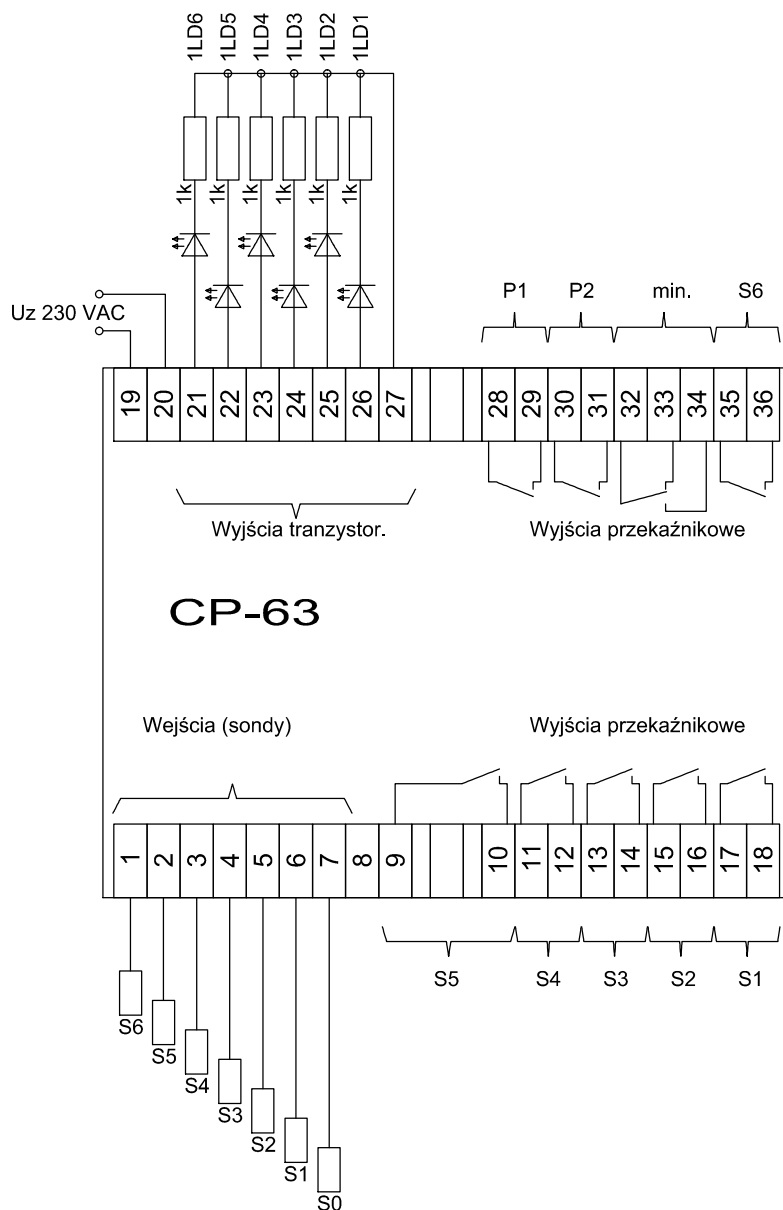 1LD6 1LD5 1LD4 1LD3 1LD2 1LD1
1k 1k 1k 1k 1k 1k
Uz 230 VAC
P1 P2 min. S6
19 20 21 22 23 24 25 26 27 28 29 30 31 32 33 34 35 36
Wyjścia tranzystor. Wyjścia przekaźnikowe
CP-63
Wejścia (sondy) Wyjścia przekaźnikowe
1 2 3 4 5 6 7 8 9 10 11 12 13 14 15 16 17 18
S5 S4 S3 S2 S1
S6
S5
S4
S3
S2
S1
S0